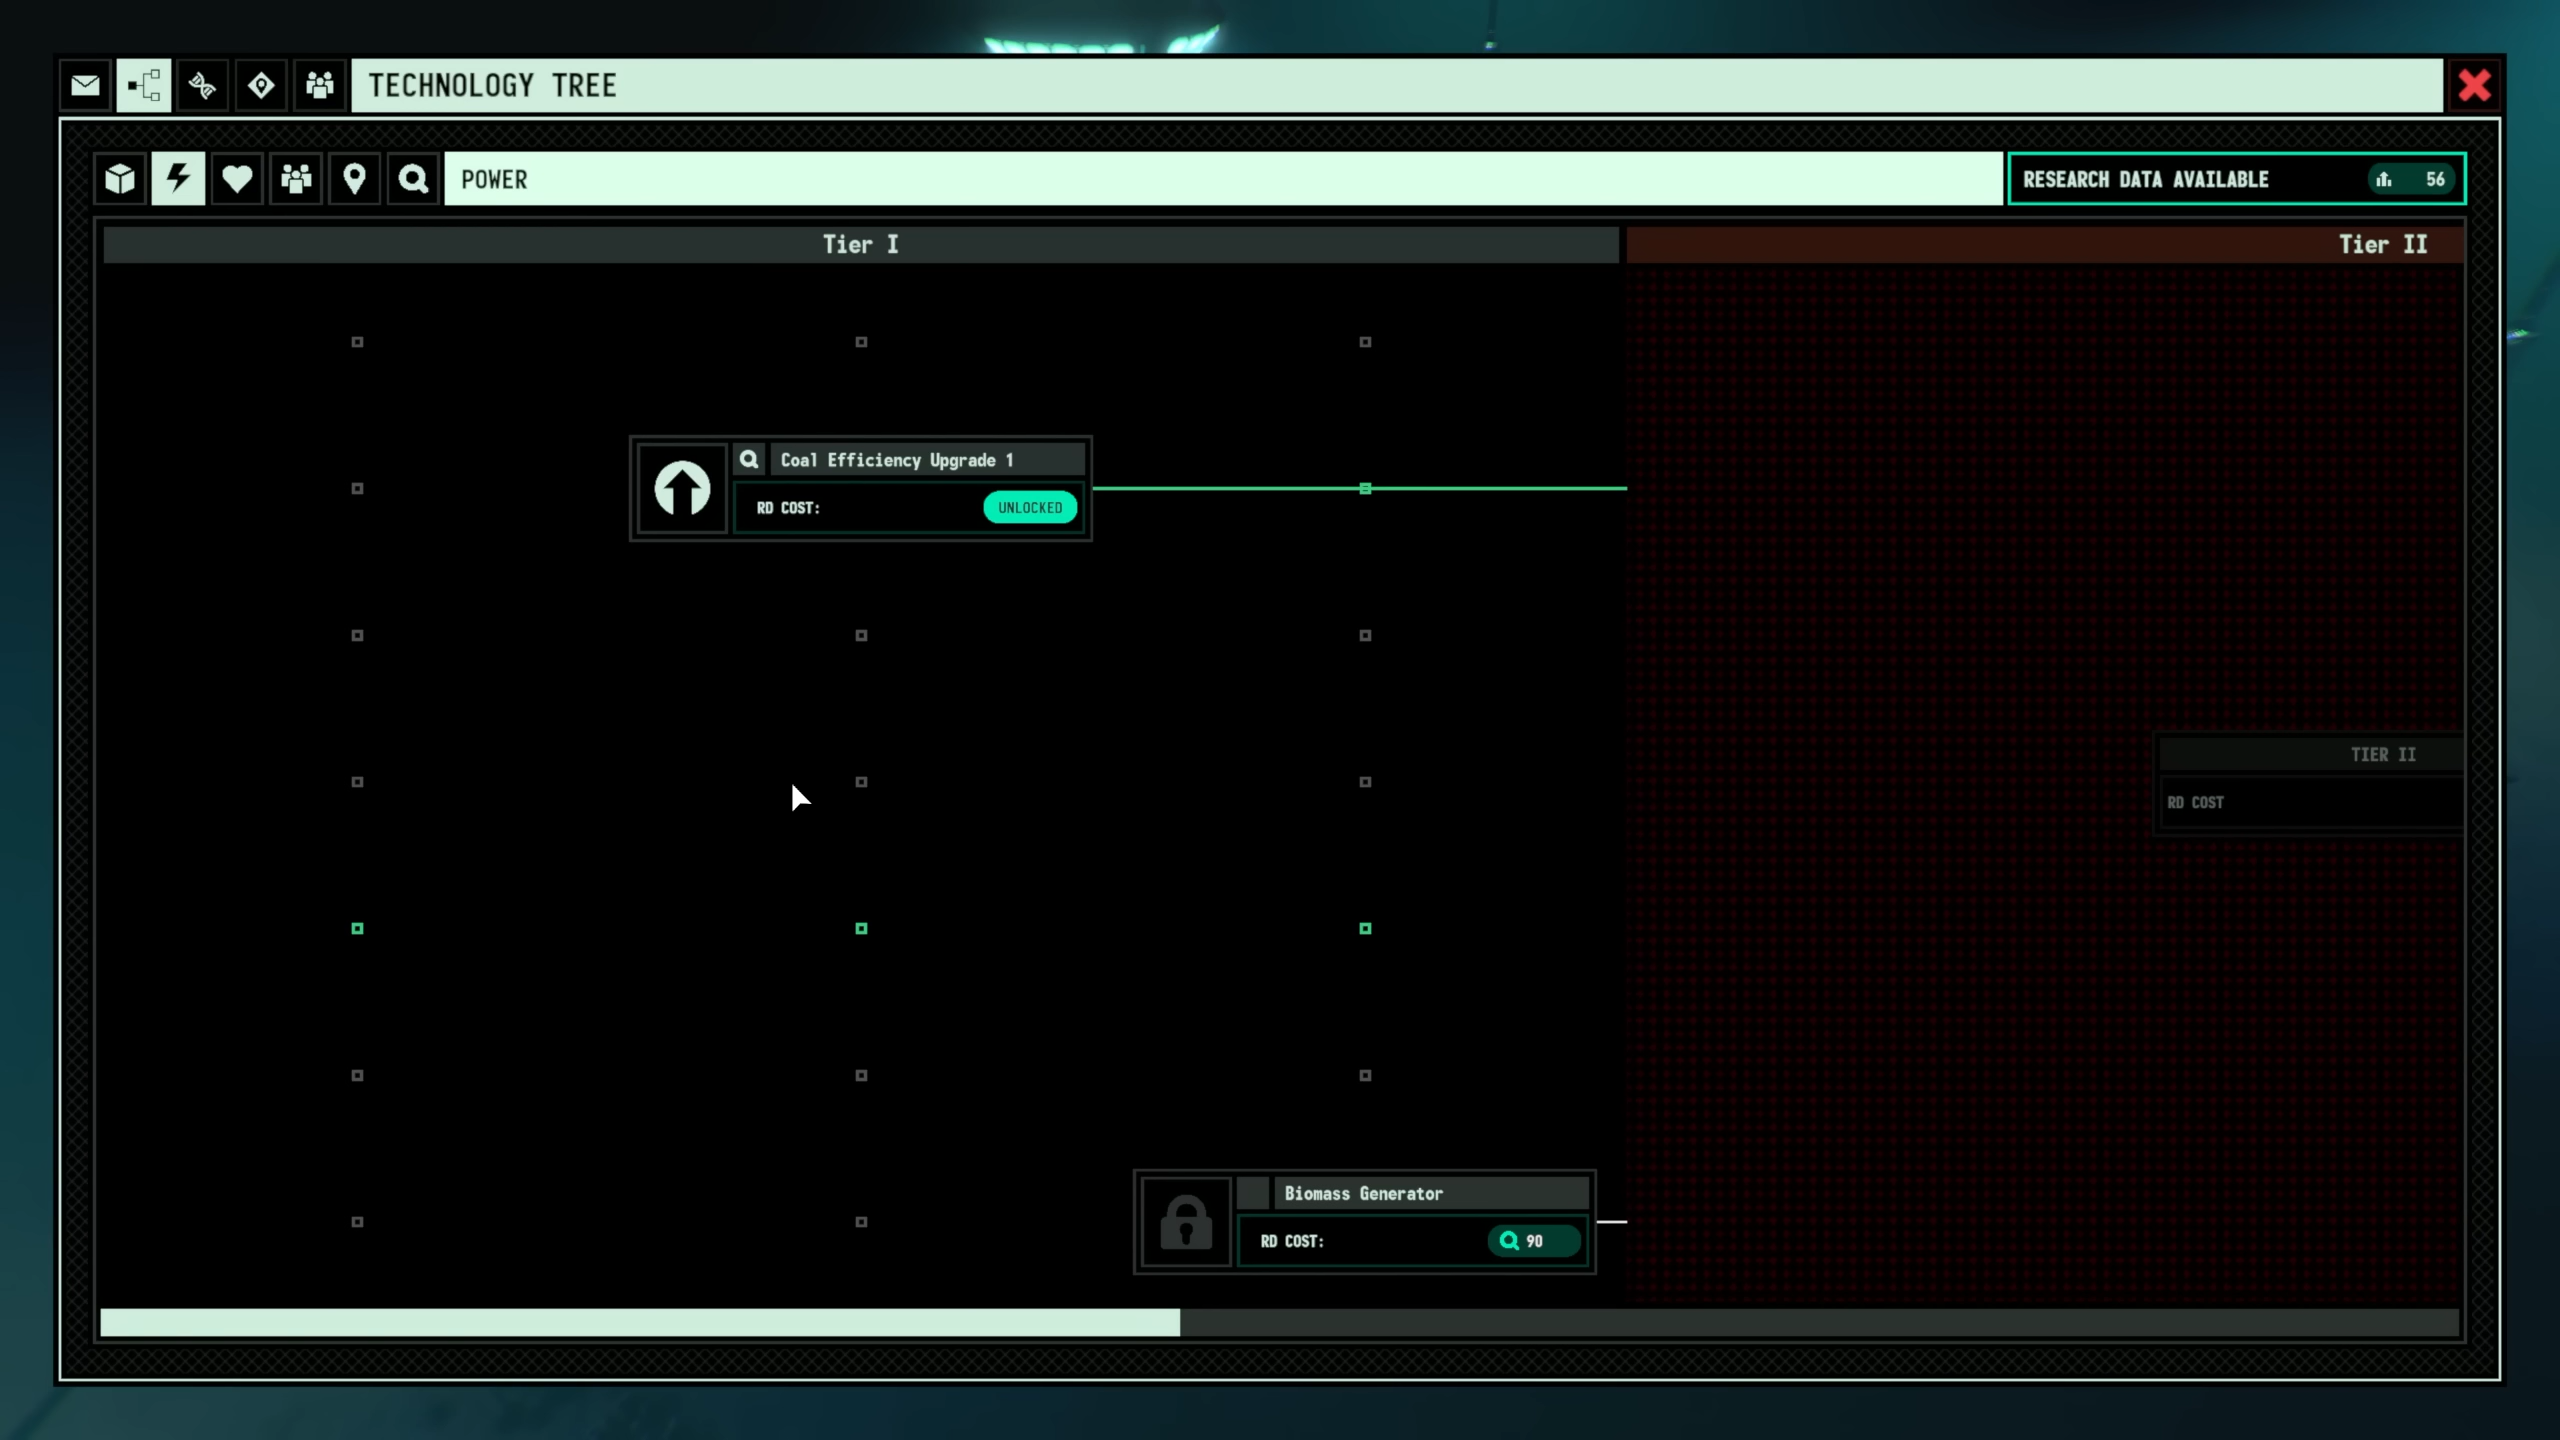 TECHNOLOGY TREE
POWER
RESEARCH DATA AVAILABLE 56
Tier I
Tier II
Coal Efficiency Upgrade 1
RD COST: UNLOCKED
TIER II
RD COST
Biomass Generator
RD COST: 90